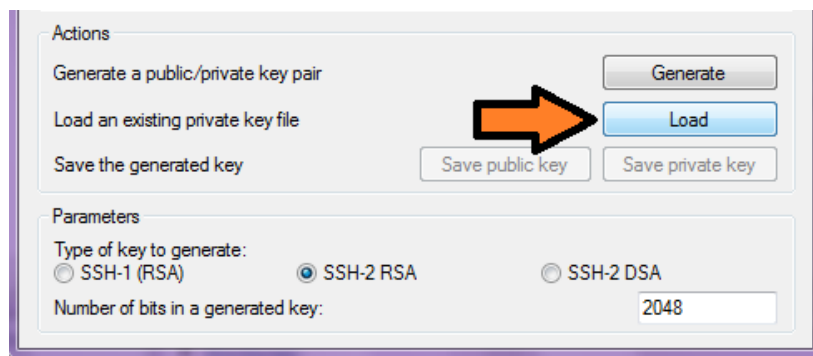 Actions
Generate a public/private key pair Generate
Load an existing private key file Load
Save the generated key Save public key Save private key
Parameters
Type of key to generate:
SSH-1 (RSA) SSH-2 RSA SSH-2 DSA
Number of bits in a generated key: 2048